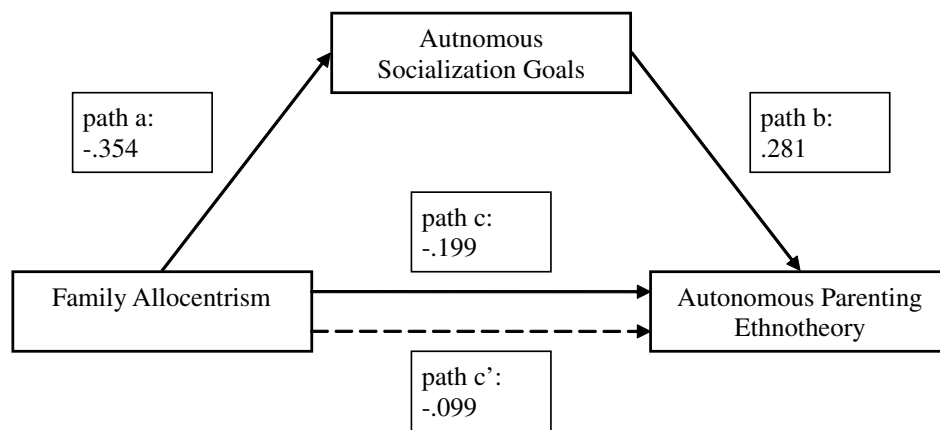 Autnomous
Socialization Goals
path a:
-.354
path b:
.281
path c:
-.199
Family Allocentrism
Autonomous Parenting
Ethnotheory
path c’:
-.099